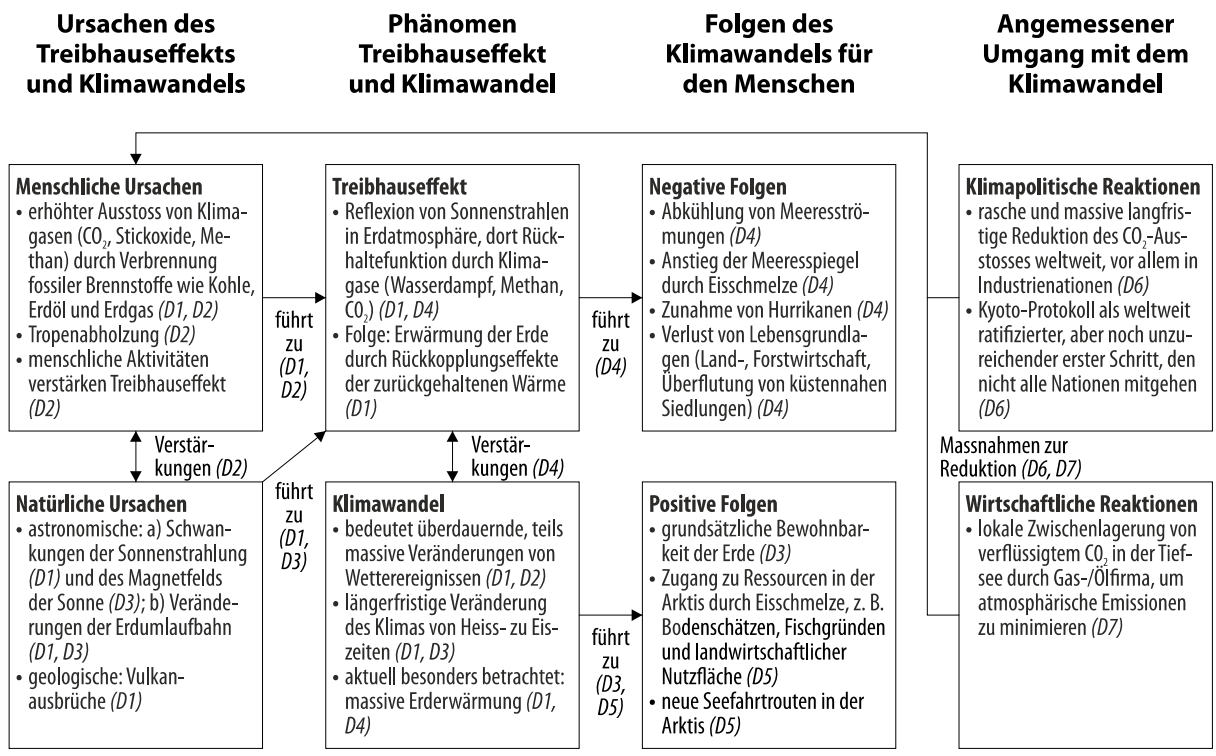 Ursachen des
Treibhauseffekts
und Klimawandels
Phänomen
Treibhauseffekt
und Klimawandel
Folgen des
Klimawandels für
den Menschen
Angemessener
Umgang mit dem
Klimawandel
Menschliche Ursachen
• erhöhter Ausstoss von Klima-
gasen (CO₂, Stickoxide, Me-
than) durch Verbrennung
fossiler Brennstoffe wie Kohle,
Erdöl und Erdgas (D1, D2)
• Tropenabholzung (D2)
• menschliche Aktivitäten
verstärken Treibhauseffekt
(D2)
führt
zu
(D1,
D2)
Treibhauseffekt
• Reflexion von Sonnenstrahlen
in Erdatmosphäre, dort Rück-
haltefunktion durch Klima-
gase (Wasserdampf, Methan,
CO₂) (D1, D4)
• Folge: Erwärmung der Erde
durch Rückkopplungseffekte
der zurückgehaltenen Wärme
(D1)
führt
zu
(D4)
Negative Folgen
• Abkühlung von Meeresströ-
mungen (D4)
• Anstieg der Meeresspiegel
durch Eisschmelze (D4)
• Zunahme von Hurrikanen (D4)
• Verlust von Lebensgrundla-
gen (Land-, Forstwirtschaft,
Überflutung von küstennahen
Siedlungen) (D4)
Klimapolitische Reaktionen
• rasche und massive langfris-
tige Reduktion des CO₂-Aus-
stosses weltweit, vor allem in
Industrienationen (D6)
• Kyoto-Protokoll als weltweit
ratifizierter, aber noch unzu-
reichender erster Schritt, den
nicht alle Nationen mitgehen
(D6)
Verstär-
kungen (D2)
Verstär-
kungen (D4)
Massnahmen zur
Reduktion (D6, D7)
Natürliche Ursachen
• astronomische: a) Schwan-
kungen der Sonnenstrahlung
(D1) und des Magnetfelds
der Sonne (D3); b) Verände-
rungen der Erdumlaufbahn
(D1, D3)
• geologische: Vulkan-
ausbrüche (D1)
führt
zu
(D1,
D3)
Klimawandel
• bedeutet überdauernde, teils
massive Veränderungen von
Wetterereignissen (D1, D2)
• längerfristige Veränderung
des Klimas von Heiss- zu Eis-
zeiten (D1, D3)
• aktuell besonders betrachtet:
massive Erderwärmung (D1,
D4)
führt
zu
(D3,
D5)
Positive Folgen
• grundsätzliche Bewohnbar-
keit der Erde (D3)
• Zugang zu Ressourcen in der
Arktis durch Eisschmelze, z. B.
Bodenschätzen, Fischgründen
und landwirtschaftlicher
Nutzfläche (D5)
• neue Seefahrtrouten in der
Arktis (D5)
Wirtschaftliche Reaktionen
• lokale Zwischenlagerung von
verflüssigtem CO₂ in der Tief-
see durch Gas-/Ölfirma, um
atmosphärische Emissionen
zu minimieren (D7)